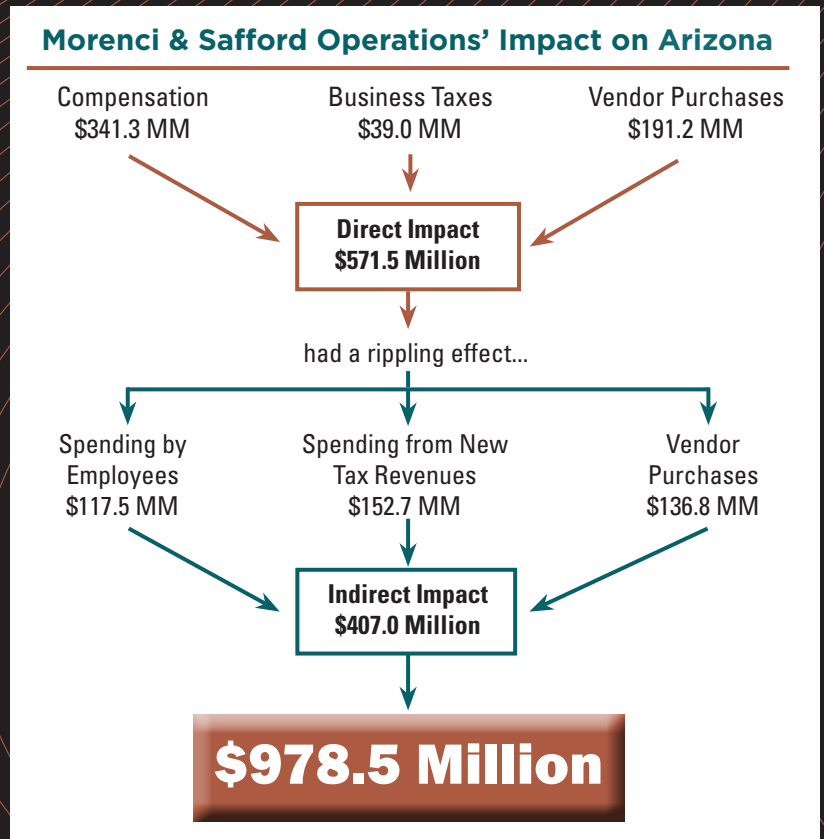 Morenci & Safford Operations’ Impact on Arizona
Compensation
$341.3 MM
Business Taxes
$39.0 MM
Vendor Purchases
$191.2 MM
Direct Impact
$571.5 Million
had a rippling effect...
Spending by
Employees
$117.5 MM
Spending from New
Tax Revenues
$152.7 MM
Vendor
Purchases
$136.8 MM
Indirect Impact
$407.0 Million
$978.5 Million